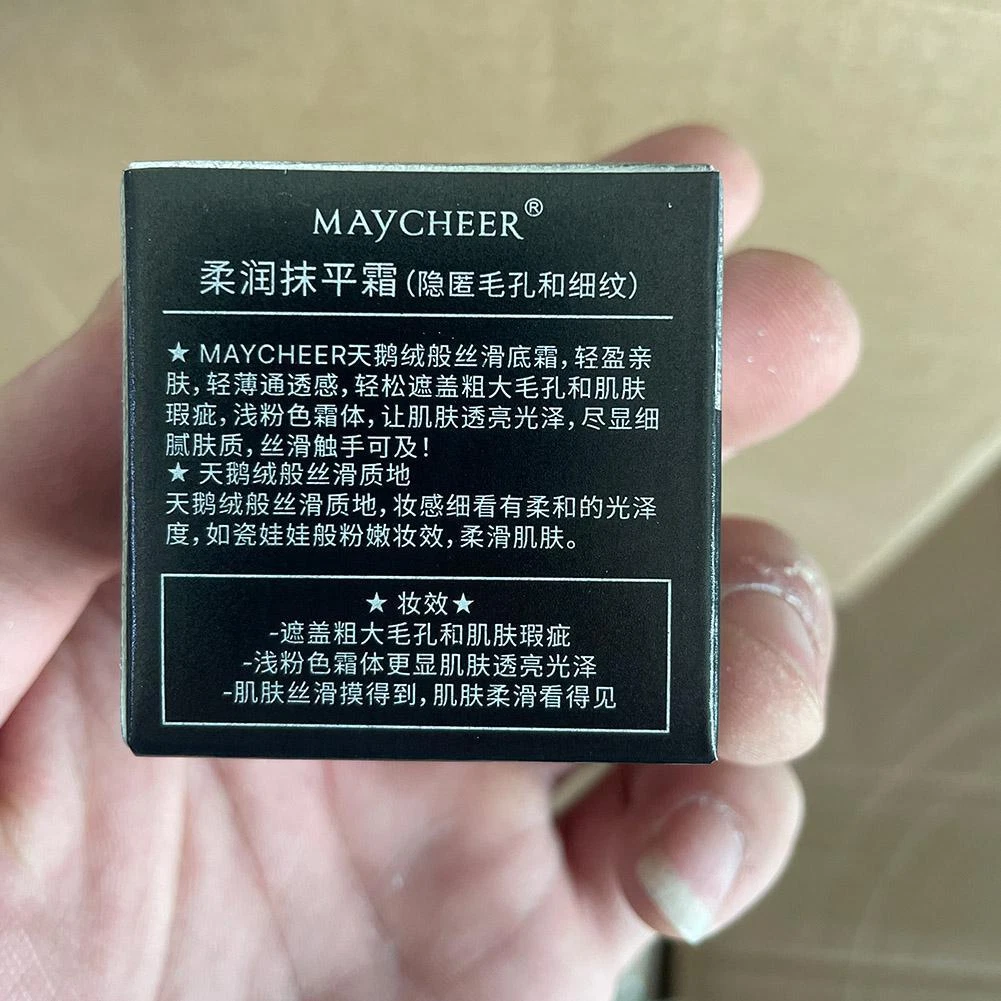 MAYCHEER®
柔润抹平霜(隐匿毛孔和细纹)
★ MAYCHEER天鹅绒般丝滑底霜,轻盈亲
肤,轻薄通透感,轻松遮盖粗大毛孔和肌肤
瑕疵,浅粉色霜体,让肌肤透亮光泽,尽显细
腻肤质,丝滑触手可及!
★ 天鹅绒般丝滑质地
天鹅绒般丝滑质地,妆感细看有柔和的光泽
度,如瓷娃娃般粉嫩妆效,柔滑肌肤。
★ 妆效★
-遮盖粗大毛孔和肌肤瑕疵
-浅粉色霜体更显肌肤透亮光泽
-肌肤丝滑摸得到,肌肤柔滑看得见